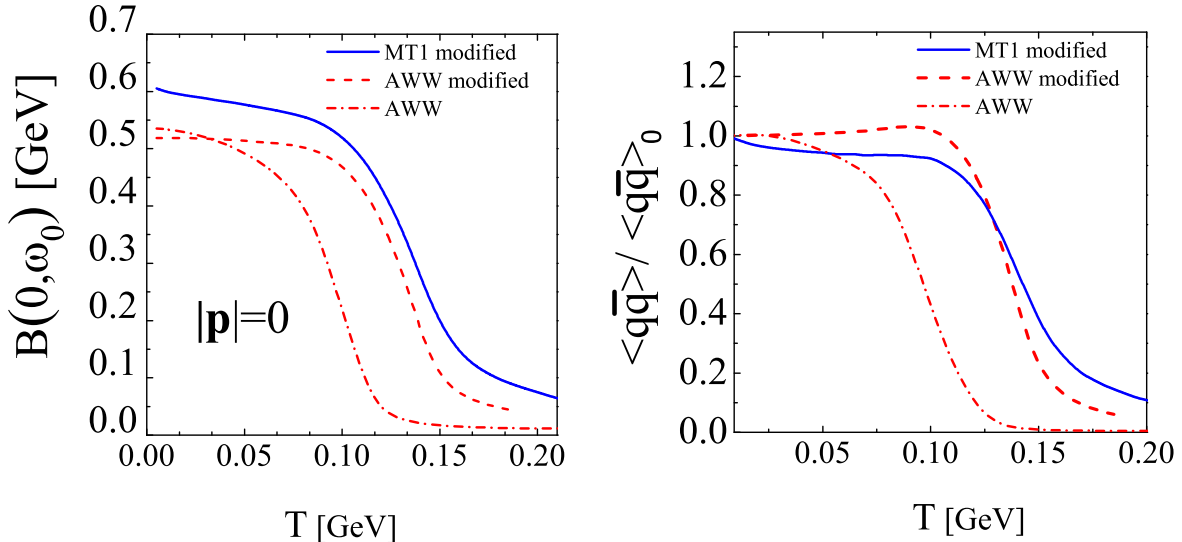 B(0,ω₀) [GeV]
0.7
0.6
0.5
0.4
0.3
0.2
0.1
0.0
MT1 modified
AWW modified
AWW
|p|=0
0.00 0.05 0.10 0.15 0.20
T [GeV]
<qq̅>/ <qq̅>₀
1.2
1.0
0.8
0.6
0.4
0.2
0.0
MT1 modified
AWW modified
AWW
0.05 0.10 0.15 0.20
T [GeV]